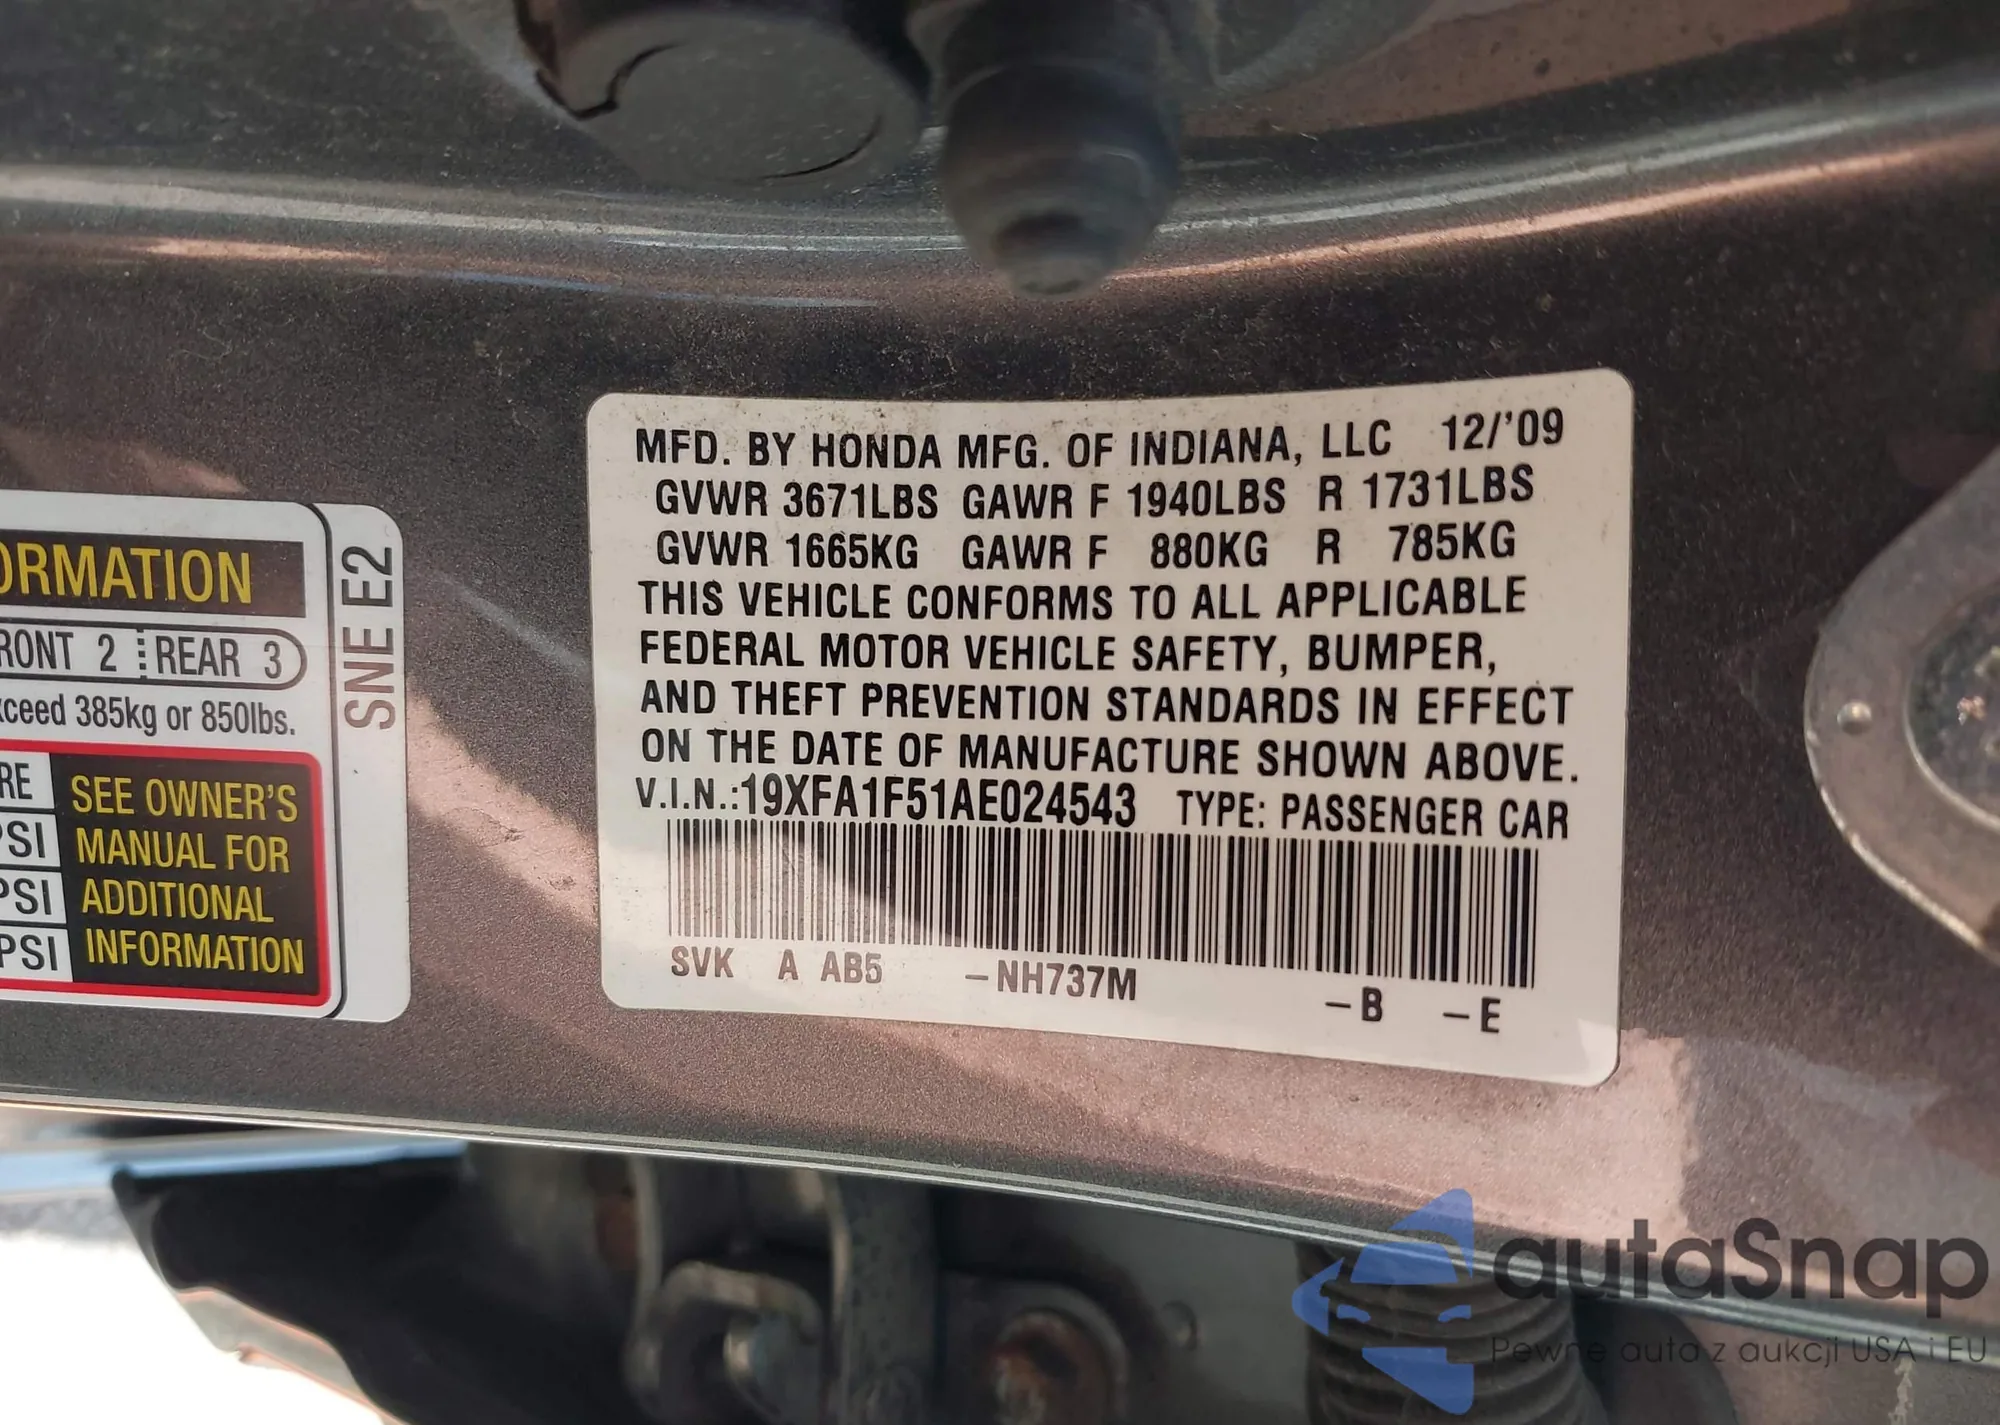 MFD. BY HONDA MFG. OF INDIANA, LLC 12/'09
GVWR 3671LBS GAWR F 1940LBS R 1731LBS
GVWR 1665KG GAWR F 880KG R 785KG
THIS VEHICLE CONFORMS TO ALL APPLICABLE
FEDERAL MOTOR VEHICLE SAFETY, BUMPER,
AND THEFT PREVENTION STANDARDS IN EFFECT
ON THE DATE OF MANUFACTURE SHOWN ABOVE.
V.I.N.:19XFA1F51AE024543 TYPE: PASSENGER CAR
SVK A AB5 -NH737M -B -E
ORMATION
RONT 2 REAR 3
xceed 385kg or 850lbs.
RE
PSI
PSI
PSI
SEE OWNER'S
MANUAL FOR
ADDITIONAL
INFORMATION
SNE E2
autaSnap
Pewne auta z aukcji USA i EU